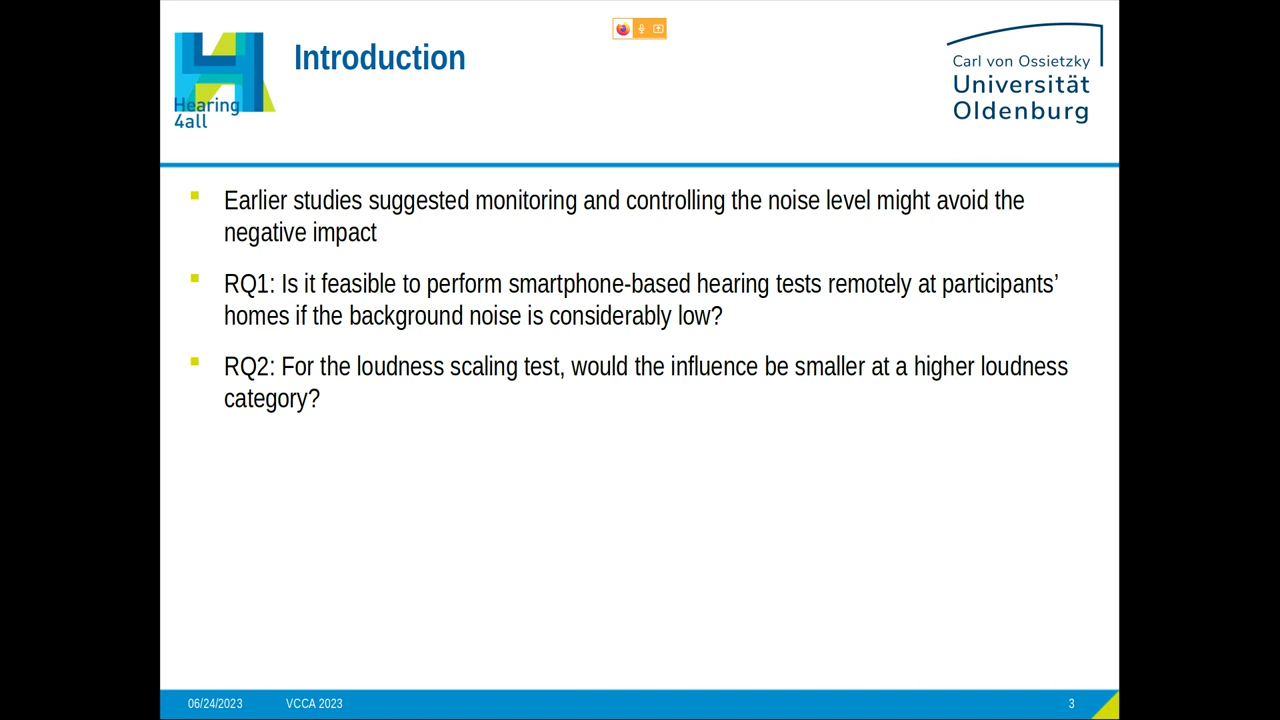 Introduction
Hearing
4all
Carl von Ossietzky
Universität
Oldenburg
Earlier studies suggested monitoring and controlling the noise level might avoid the
negative impact
RQ1: Is it feasible to perform smartphone-based hearing tests remotely at participants’
homes if the background noise is considerably low?
RQ2: For the loudness scaling test, would the influence be smaller at a higher loudness
category?
06/24/2023 VCCA 2023 3